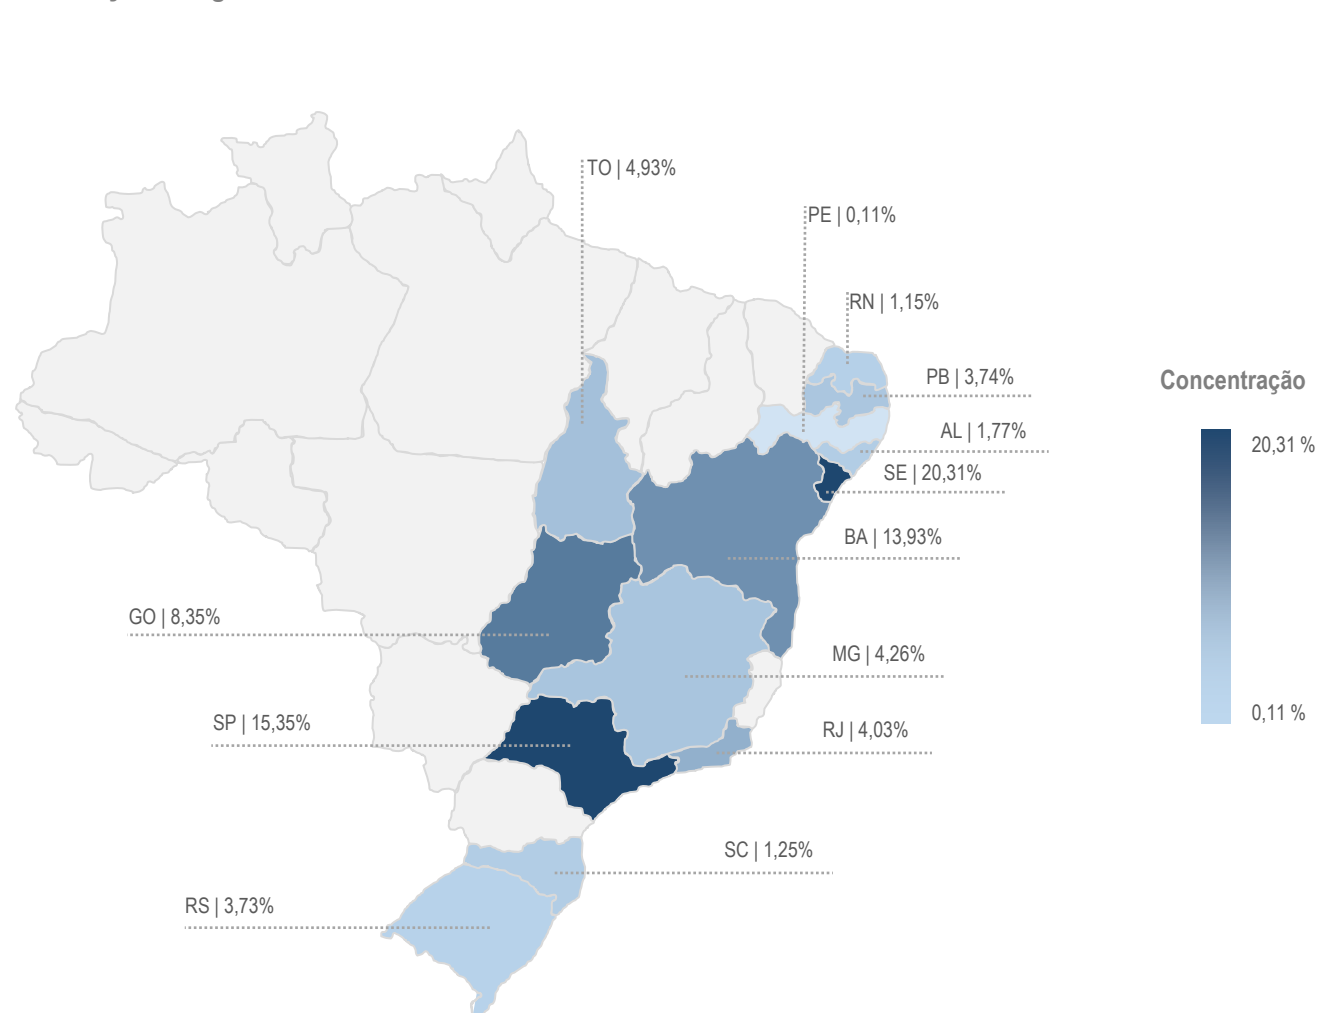 TO | 4,93%
PE | 0,11%
RN | 1,15%
PB | 3,74%
Concentração
AL | 1,77%
20,31 %
SE | 20,31%
BA | 13,93%
GO | 8,35%
MG | 4,26%
0,11 %
SP | 15,35%
RJ | 4,03%
SC | 1,25%
RS | 3,73%